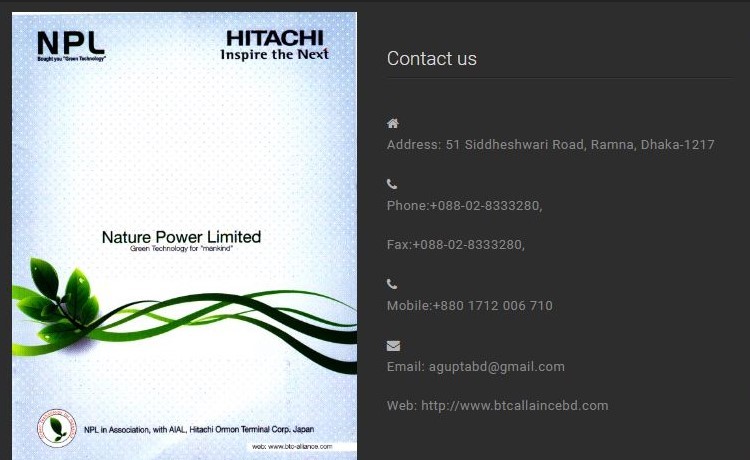 NPL
Bought you "Green Technology"
HITACHI
Inspire the Next
Nature Power Limited
Green Technology for "mankind"
NPL in Association, with AIAL, Hitachi Ormon Terminal Corp. Japan
web: www.btc-alliance.com
Contact us
Address: 51 Siddheshwari Road, Ramna, Dhaka-1217
Phone:+088-02-8333280,
Fax:+088-02-8333280,
Mobile:+880 1712 006 710
Email: aguptabd@gmail.com
Web: http://www.btcallaincebd.com